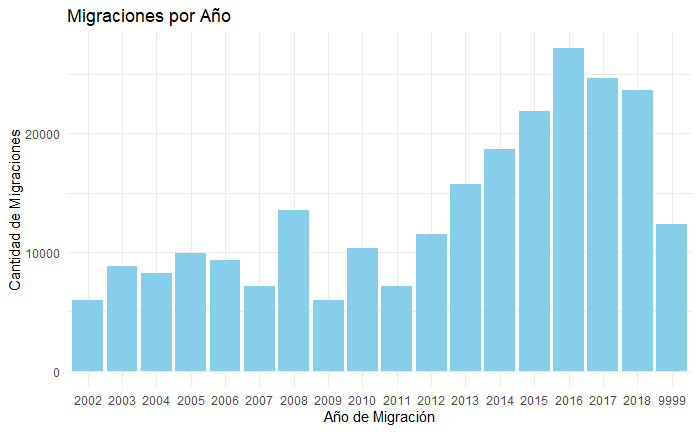 Migraciones por Año
Cantidad de Migraciones
20000
10000
0
2002 2003 2004 2005 2006 2007 2008 2009 2010 2011 2012 2013 2014 2015 2016 2017 2018 9999
Año de Migración